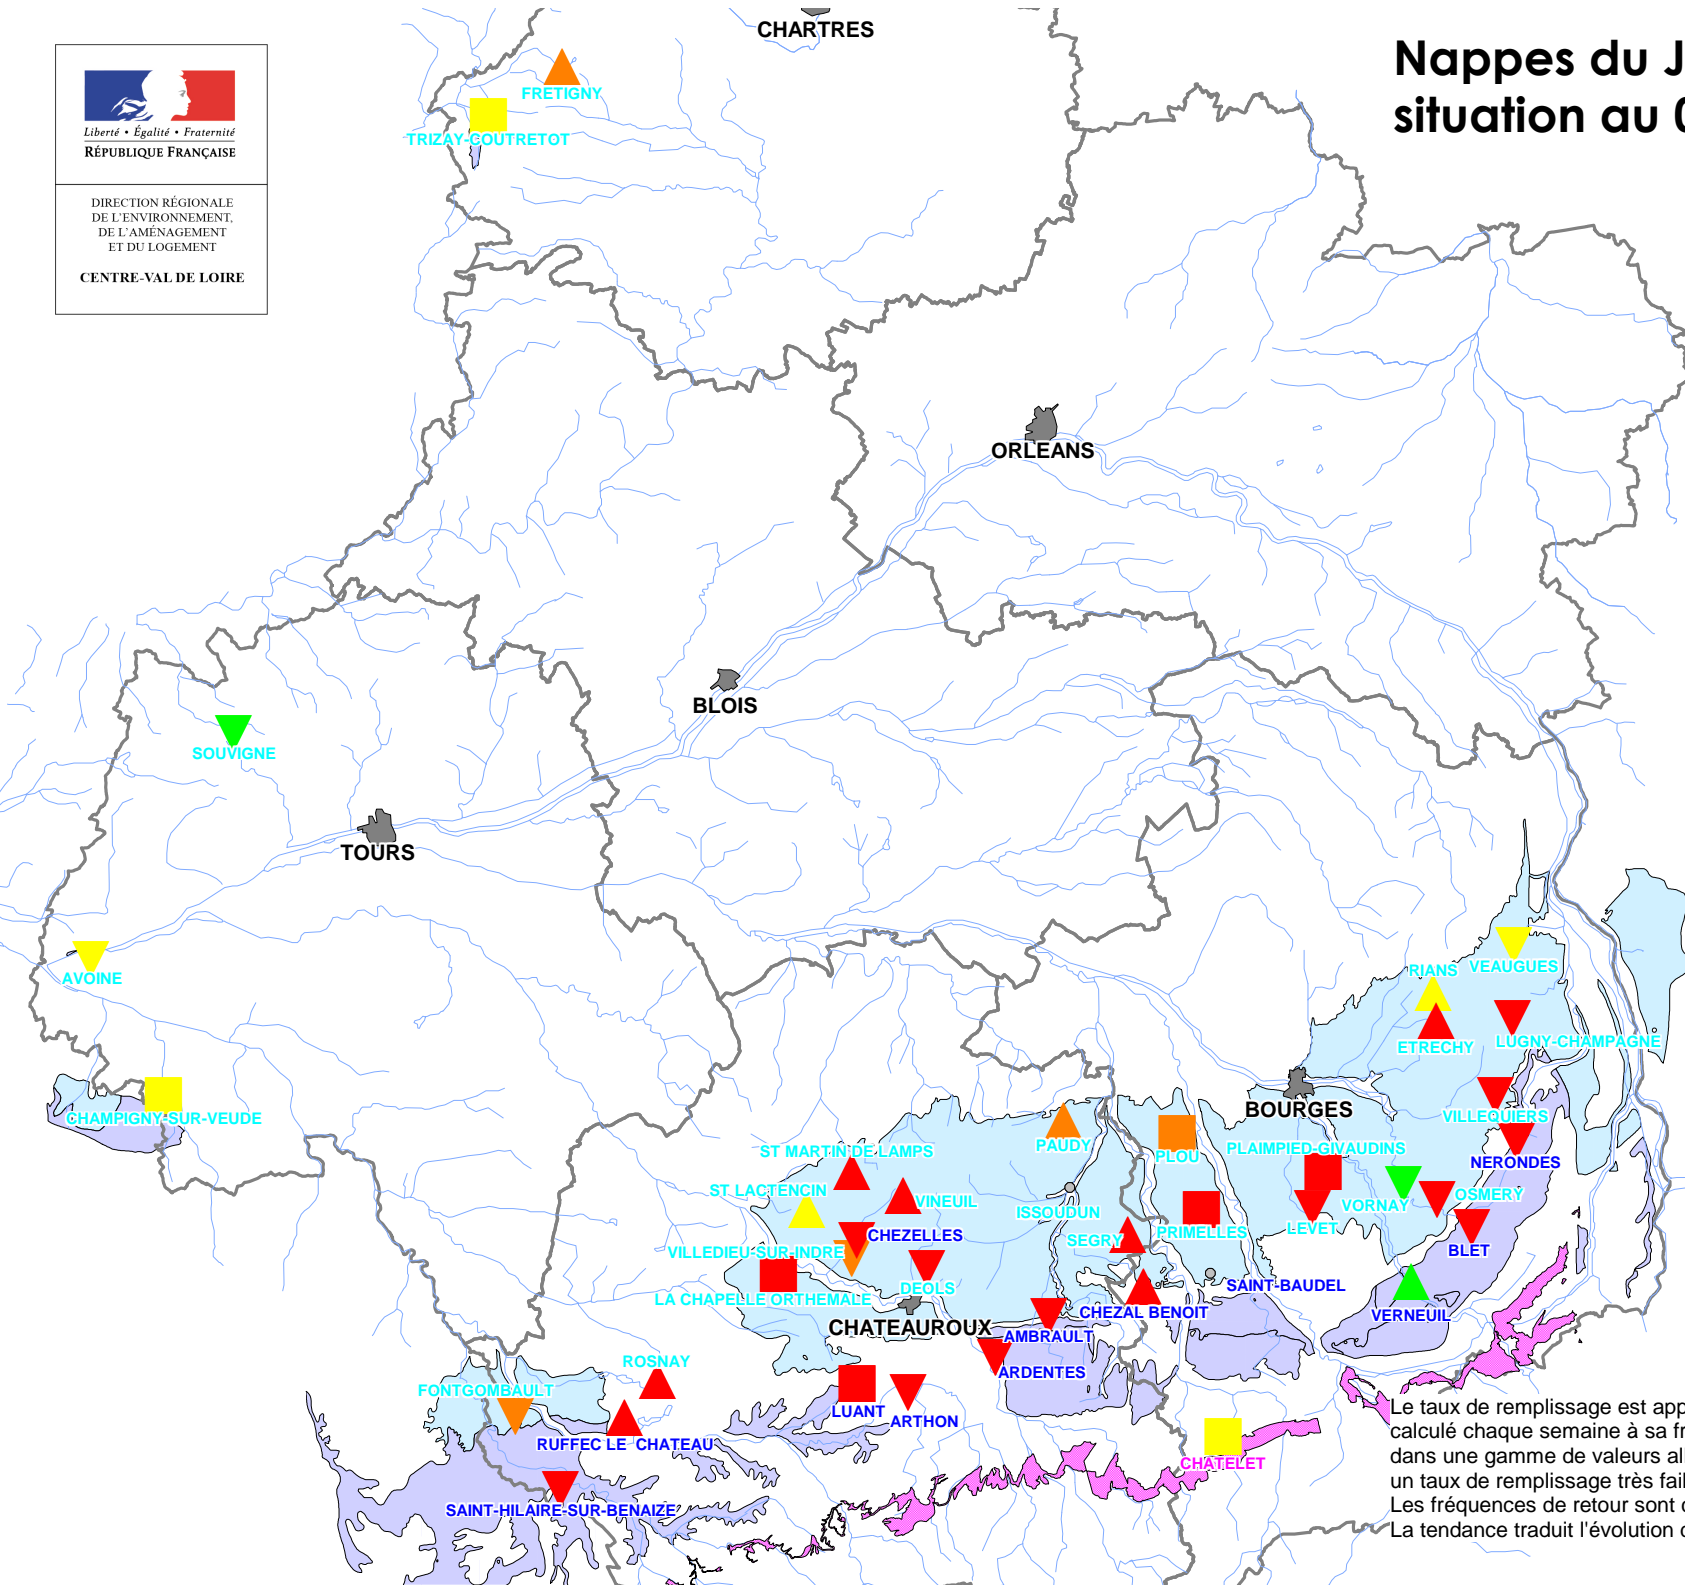 Liberté • Égalité • Fraternité
RÉPUBLIQUE FRANÇAISE
DIRECTION RÉGIONALE
DE L'ENVIRONNEMENT,
DE L'AMÉNAGEMENT
ET DU LOGEMENT
CENTRE-VAL DE LOIRE
Nappes du J
situation au 0
CHARTRES
FRETIGNY
TRIZAY-COUTRETOT
ORLEANS
BLOIS
SOUVIGNE
TOURS
AVOINE
CHAMPIGNY-SUR-VEUDE
RIANS
VEAUGUES
ETRECHY
LUGNY-CHAMPAGNE
BOURGES
VILLEQUIERS
NERONDES
PAUDY
PLOU
PLAIMPIED-GIVAUDINS
ST MARTIN DE LAMPS
ST LACTENCIN
VINEUIL
ISSOUDUN
VORNAY
OSMERY
LEVET
PRIMELLES
SEGRY
CHEZELLES
VILLEDIEU-SUR-INDRE
BLET
DEOLS
LA CHAPELLE ORTHEMALE
SAINT-BAUDEL
CHEZAL BENOIT
VERNEUIL
CHATEAUROUX
AMBRAULT
ARDENTES
ROSNAY
FONTGOMBAULT
LUANT
ARTHON
RUFFEC LE CHATEAU
CHATELET
SAINT-HILAIRE-SUR-BENAIZE
Le taux de remplissage est app
calculé chaque semaine à sa fr
dans une gamme de valeurs all
un taux de remplissage très fail
Les fréquences de retour sont c
La tendance traduit l'évolution d